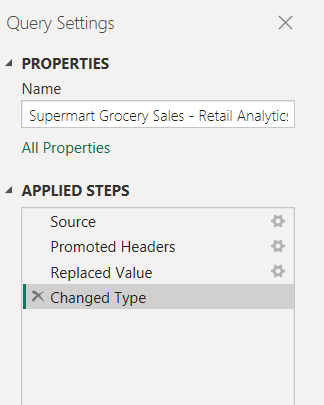 Query Settings
PROPERTIES
Name
Supermart Grocery Sales - Retail Analytics
All Properties
APPLIED STEPS
Source
Promoted Headers
Replaced Value
Changed Type